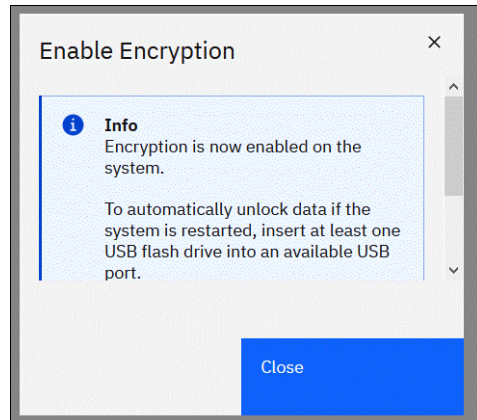 Enable Encryption
Info
Encryption is now enabled on the
system.
To automatically unlock data if the
system is restarted, insert at least one
USB flash drive into an available USB
port.
Close